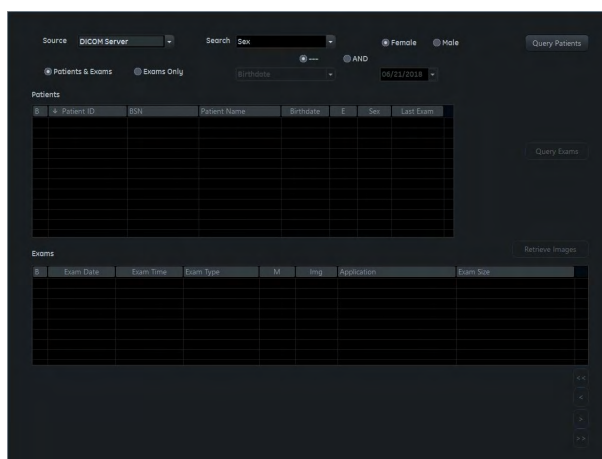 Source DICOM Server Search Sex Female Male Query Patients
--- AND
Patients & Exams Exams Only Birthdate 06/21/2018
Patients
B Patient ID BSN Patient Name Birthdate E Sex Last Exam
Query Exams
Retrieve Images
Exams
B Exam Date Exam Time Exam Type M Img Application Exam Size
<<
<
>
>>